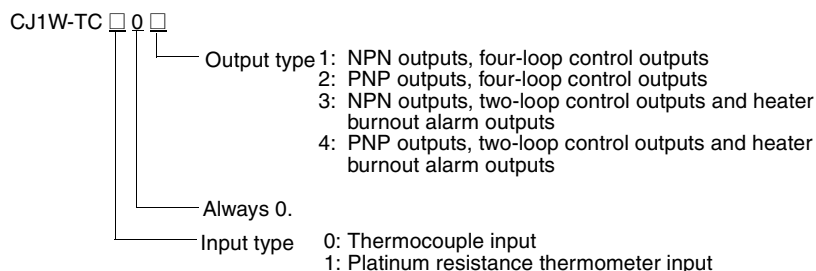 CJ1W-TC □ 0 □
Output type 1: NPN outputs, four-loop control outputs
2: PNP outputs, four-loop control outputs
3: NPN outputs, two-loop control outputs and heater
burnout alarm outputs
4: PNP outputs, two-loop control outputs and heater
burnout alarm outputs
Always 0.
Input type 0: Thermocouple input
1: Platinum resistance thermometer input